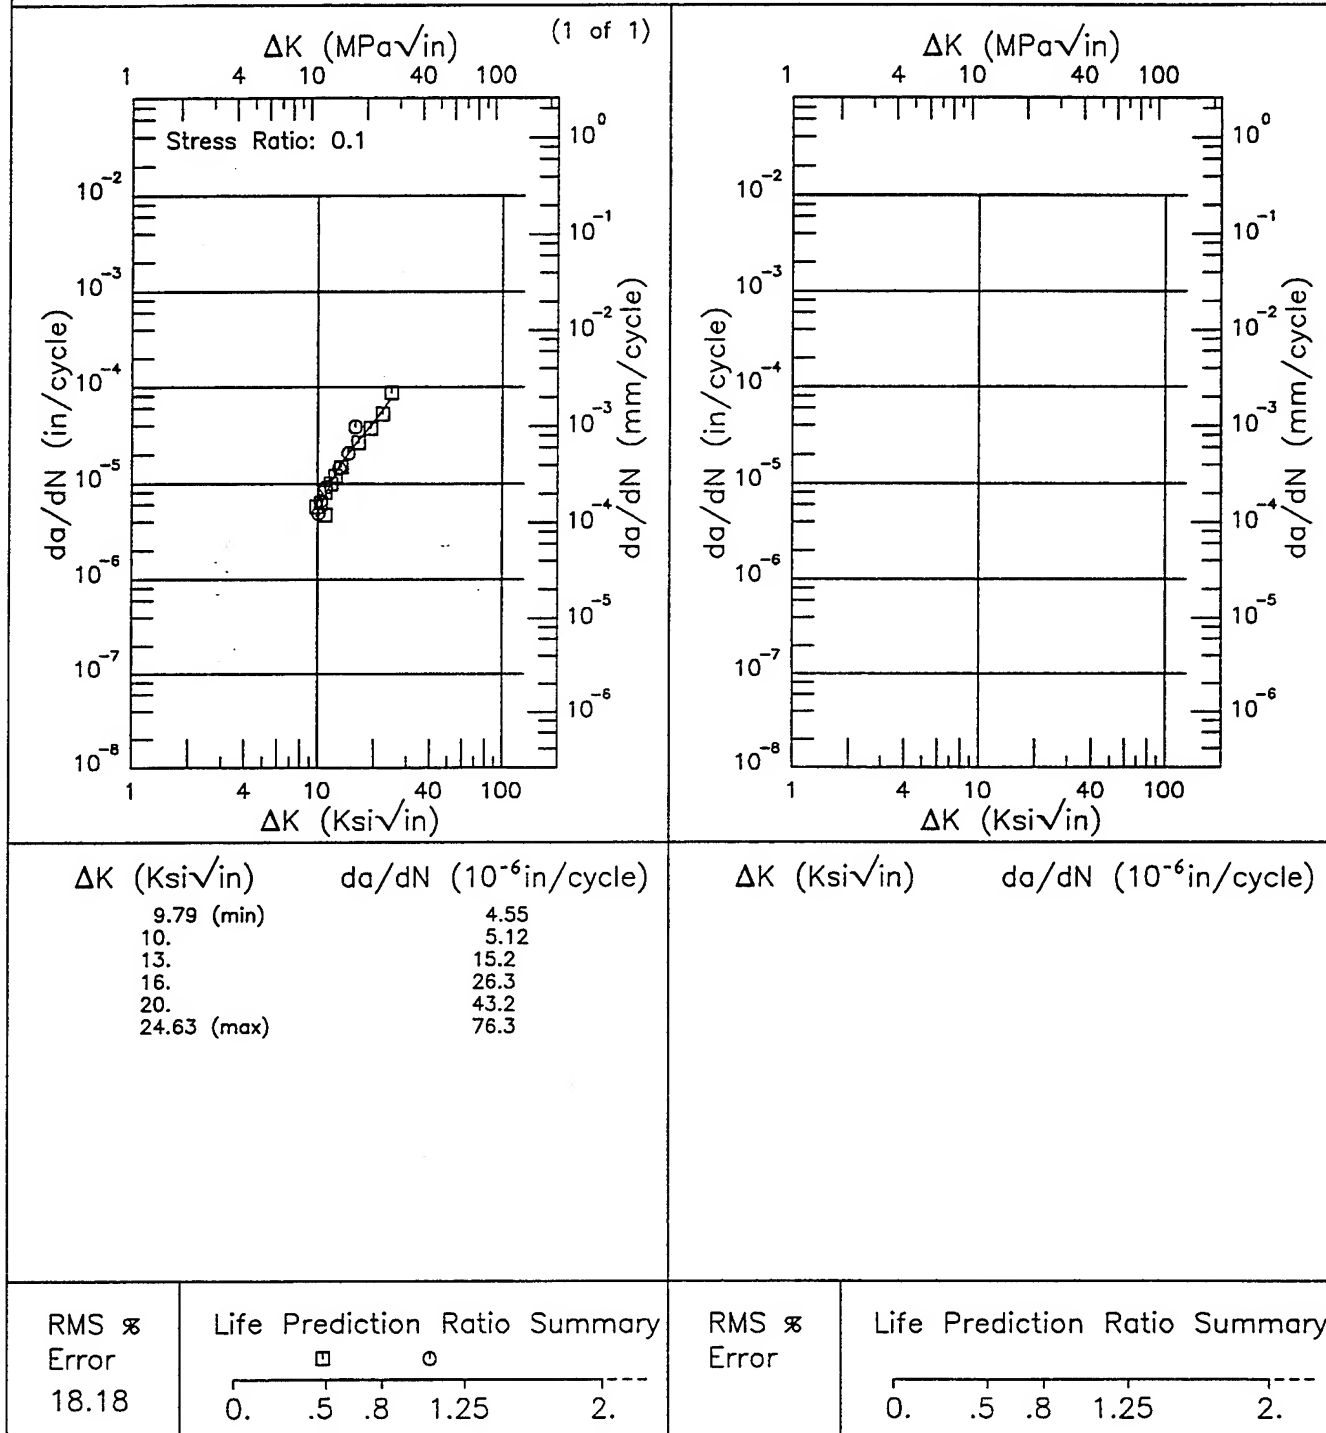 (1 of 1)
ΔK (MPa√in)
1 4 10 40 100
Stress Ratio: 0.1
10⁻²
10⁻³
10⁻⁴
10⁻⁵
10⁻⁶
10⁻⁷
10⁻⁸
da/dN (in/cycle)
10⁰
10⁻¹
10⁻²
10⁻³
10⁻⁴
10⁻⁵
10⁻⁶
da/dN (mm/cycle)
1 4 10 40 100
ΔK (Ksi√in)
ΔK (MPa√in)
1 4 10 40 100
10⁻²
10⁻³
10⁻⁴
10⁻⁵
10⁻⁶
10⁻⁷
10⁻⁸
da/dN (in/cycle)
10⁰
10⁻¹
10⁻²
10⁻³
10⁻⁴
10⁻⁵
10⁻⁶
da/dN (mm/cycle)
1 4 10 40 100
ΔK (Ksi√in)
ΔK (Ksi√in) da/dN (10⁻⁶in/cycle)
9.79 (min) 4.55
10. 5.12
13. 15.2
16. 26.3
20. 43.2
24.63 (max) 76.3
ΔK (Ksi√in) da/dN (10⁻⁶in/cycle)
RMS %
Error
18.18
Life Prediction Ratio Summary
0. .5 .8 1.25 2.
RMS %
Error
Life Prediction Ratio Summary
0. .5 .8 1.25 2.